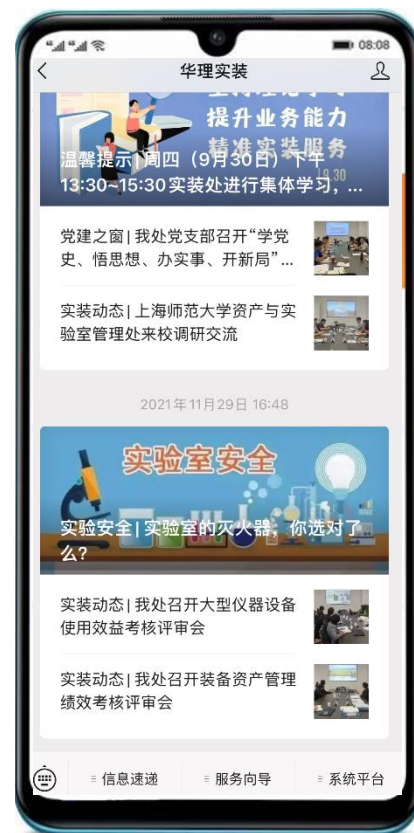 08:08
华理实装
提升业务能力
精准实装服务
温馨提示|周四（9月30日）下午
13:30~15:30实装处进行集体学习，...
党建之窗|我处党支部召开“学党
史、悟思想、办实事、开新局”...
实装动态|上海师范大学资产与实
验室管理处来校调研交流
2021年11月29日 16:48
实验室安全
实验安全|实验室的灭火器，你选对了
么？
实装动态|我处召开大型仪器设备
使用效益考核评审会
实装动态|我处召开装备资产管理
绩效考核评审会
信息速递
服务向导
系统平台